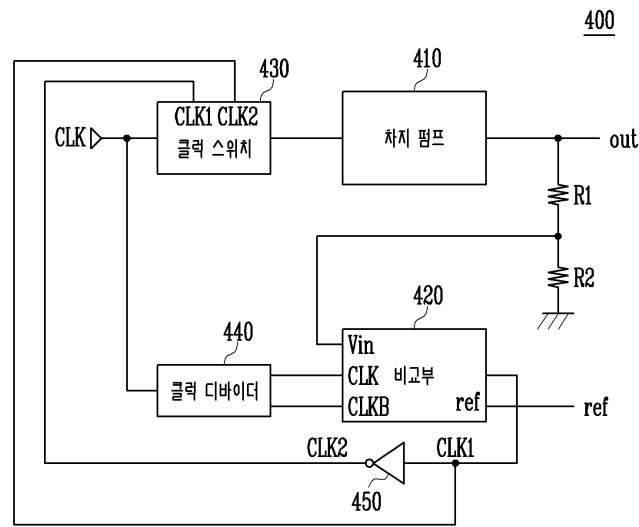 400
430
410
CLK1 CLK2
CLK
클럭 스위치
차지 펌프
out
R1
R2
420
440
Vin
CLK 비교부
클럭 디바이더
CLKB
ref
ref
CLK2
CLK1
450